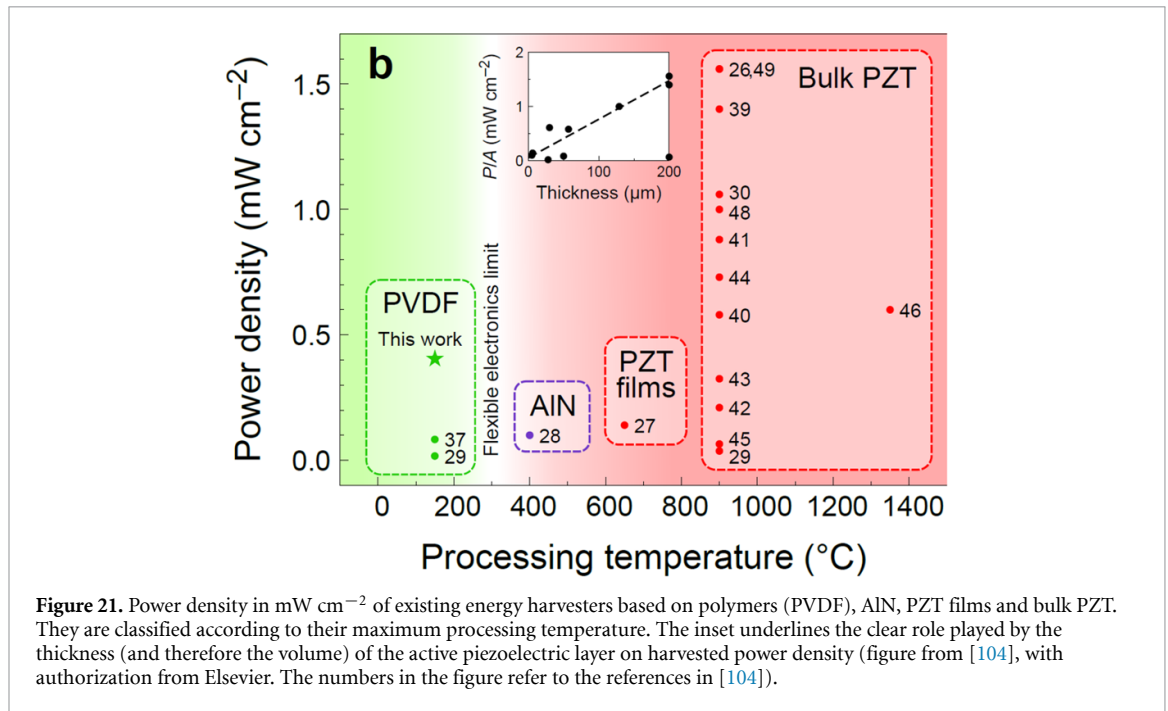 b
Power density (mW cm⁻²)
1.5
1.0
0.5
0.0
P/A (mW cm⁻²)
2
1
0
0 100 200
Thickness (µm)
Bulk PZT
26,49
39
30
48
41
44
40
46
43
42
45
29
PVDF
This work
37
29
Flexible electronics limit
AlN
28
PZT
films
27
0 200 400 600 800 1000 1200 1400
Processing temperature (°C)
Figure 21. Power density in mW cm⁻² of existing energy harvesters based on polymers (PVDF), AlN, PZT films and bulk PZT.
They are classified according to their maximum processing temperature. The inset underlines the clear role played by the
thickness (and therefore the volume) of the active piezoelectric layer on harvested power density (figure from [104], with
authorization from Elsevier. The numbers in the figure refer to the references in [104]).